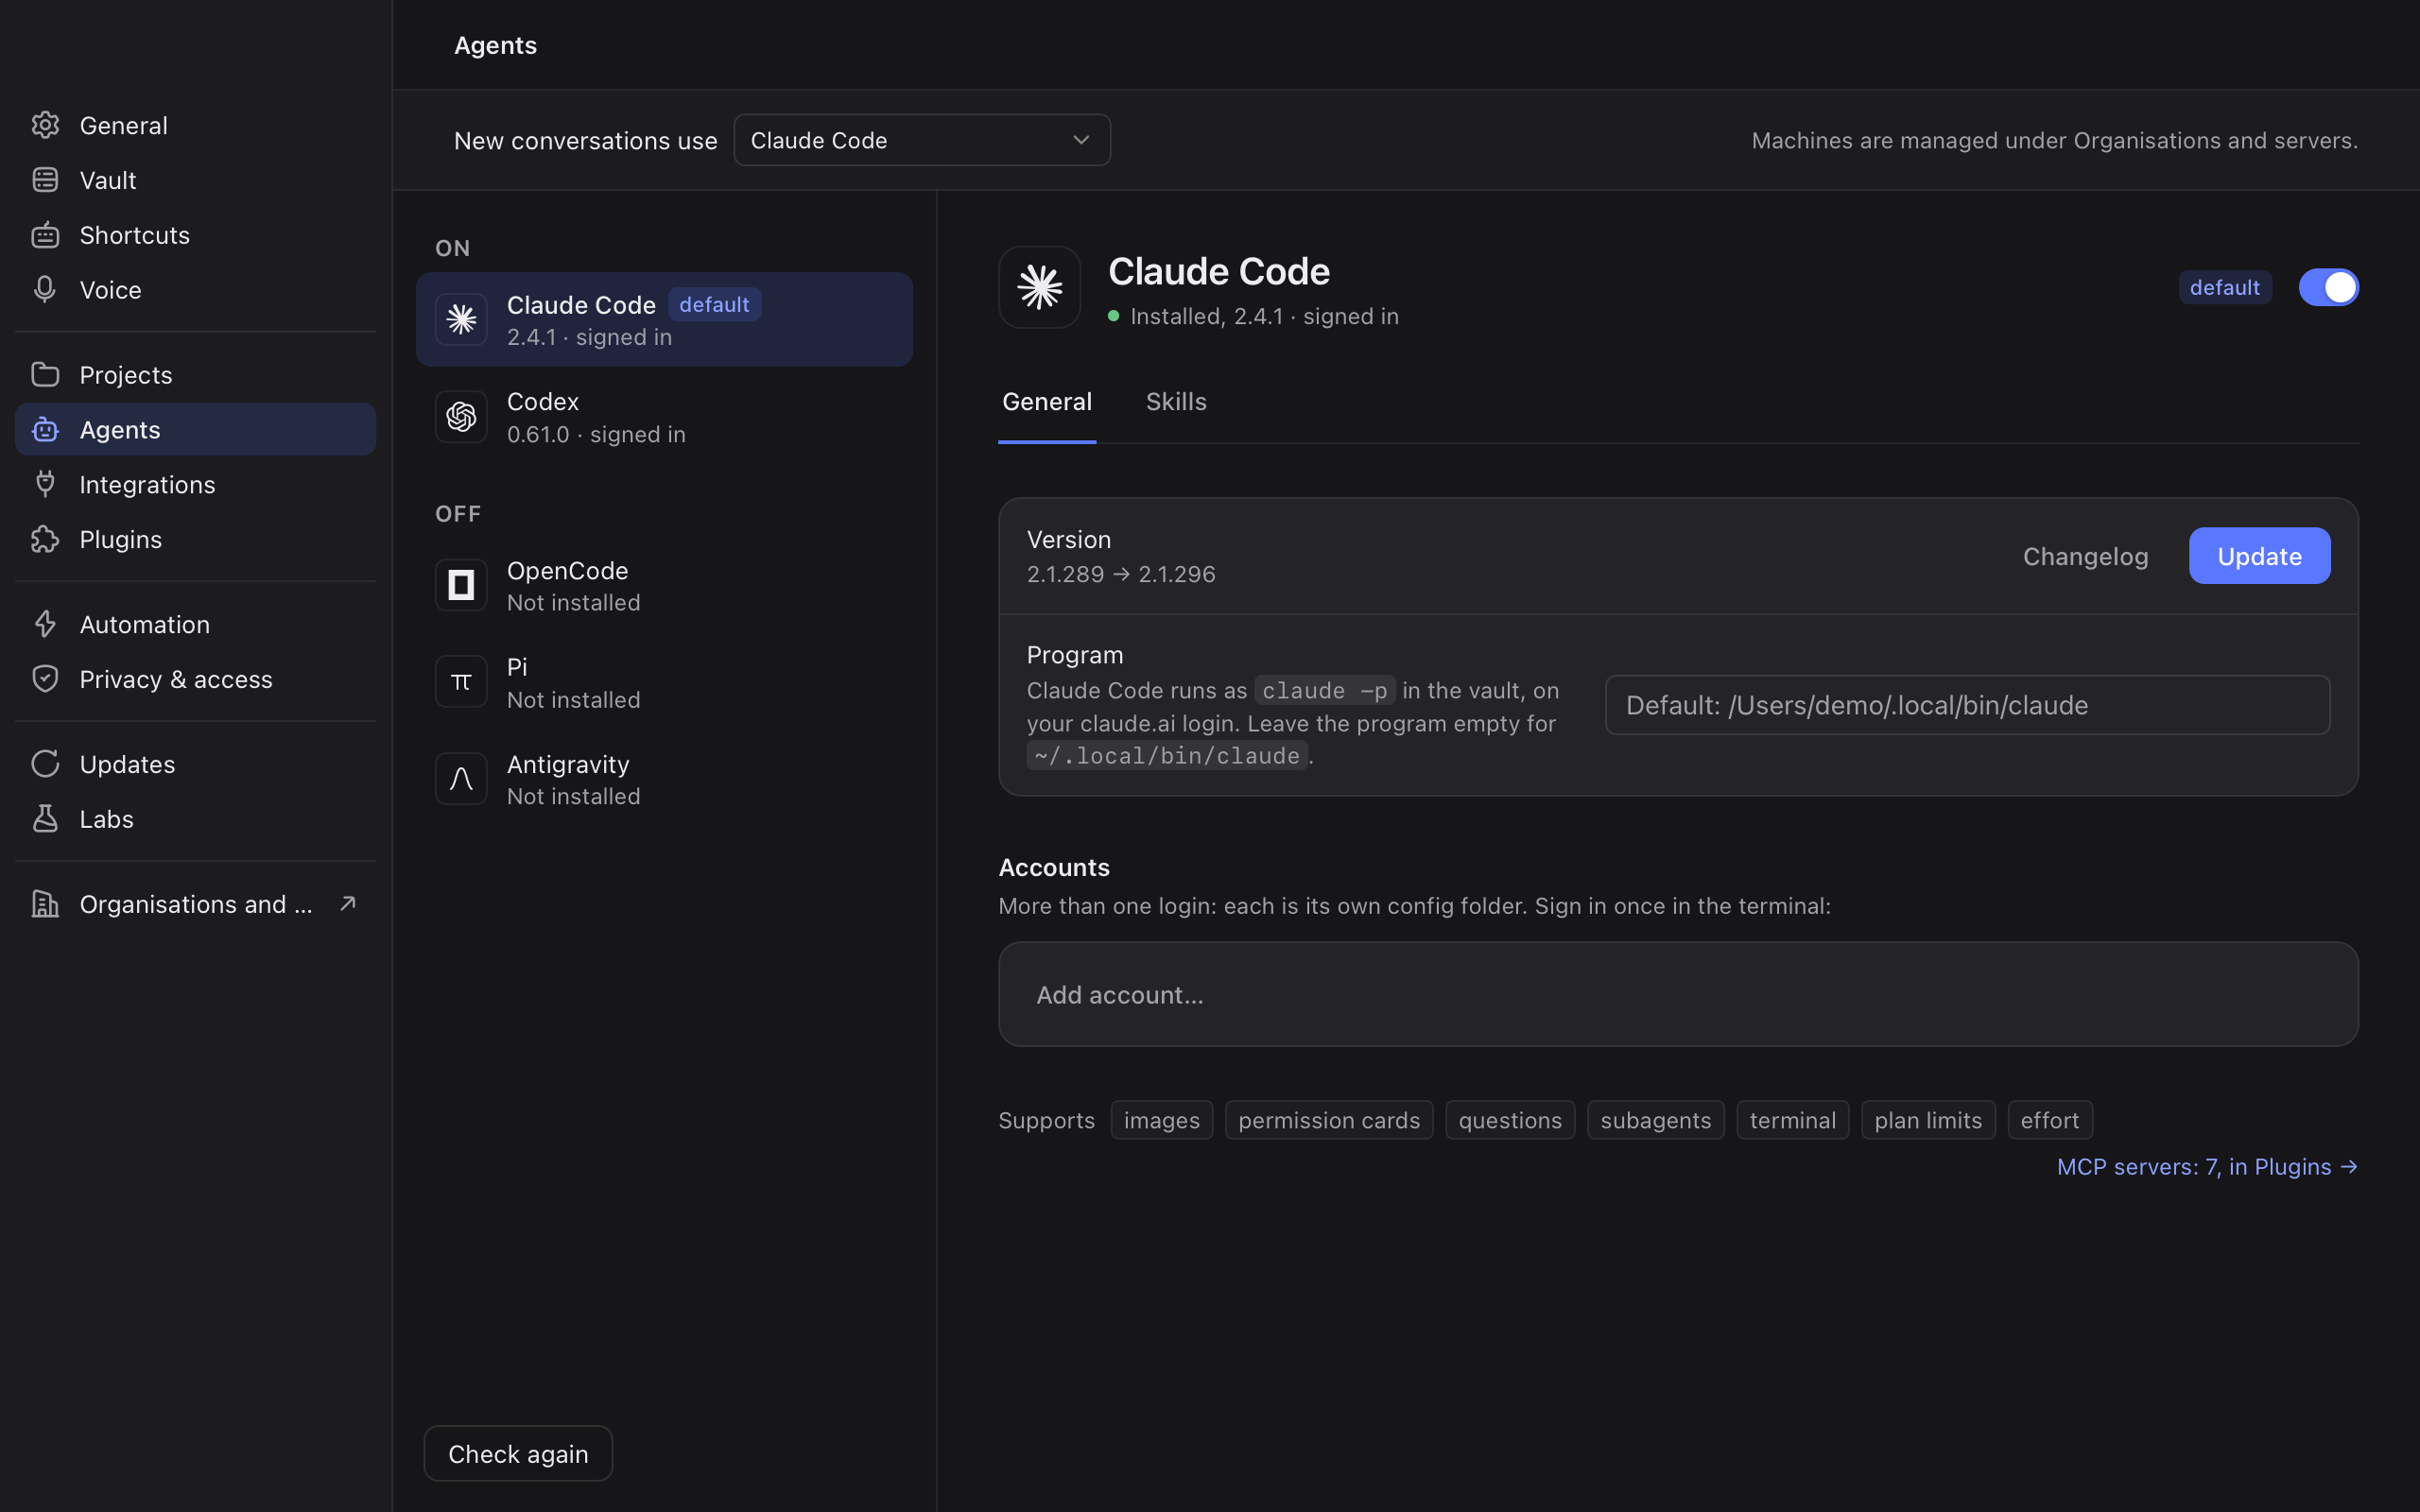 Agents
General
Vault
Shortcuts
Voice
Projects
Agents
Integrations
Plugins
Automation
Privacy & access
Updates
Labs
Organisations and ...
New conversations use
Claude Code
Machines are managed under Organisations and servers.
ON
Claude Code default
2.4.1 · signed in
Codex
0.61.0 · signed in
OFF
OpenCode
Not installed
Pi
Not installed
Antigravity
Not installed
Check again
Claude Code
Installed, 2.4.1 · signed in
default
General Skills
Version
2.1.289 → 2.1.296
Changelog
Update
Program
Claude Code runs as claude -p in the vault, on
your claude.ai login. Leave the program empty for
~/.local/bin/claude.
Default: /Users/demo/.local/bin/claude
Accounts
More than one login: each is its own config folder. Sign in once in the terminal:
Add account...
Supports images permission cards questions subagents terminal plan limits effort
MCP servers: 7, in Plugins →